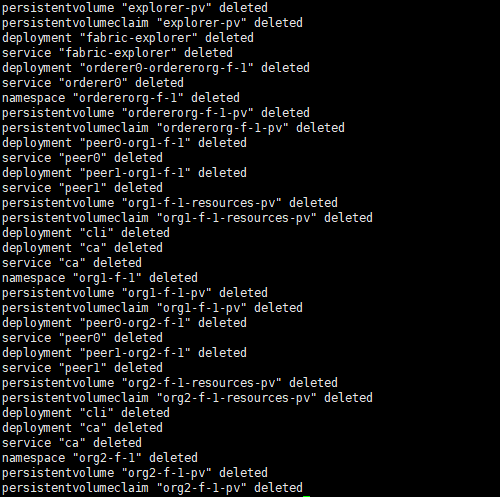 persistentvolume "explorer-pv" deleted
persistentvolumeclaim "explorer-pv" deleted
deployment "fabric-explorer" deleted
service "fabric-explorer" deleted
deployment "orderer0-ordererorg-f-1" deleted
service "orderer0" deleted
namespace "ordererorg-f-1" deleted
persistentvolume "ordererorg-f-1-pv" deleted
persistentvolumeclaim "ordererorg-f-1-pv" deleted
deployment "peer0-org1-f-1" deleted
service "peer0" deleted
deployment "peer1-org1-f-1" deleted
service "peer1" deleted
persistentvolume "org1-f-1-resources-pv" deleted
persistentvolumeclaim "org1-f-1-resources-pv" deleted
deployment "cli" deleted
deployment "ca" deleted
service "ca" deleted
namespace "org1-f-1" deleted
persistentvolume "org1-f-1-pv" deleted
persistentvolumeclaim "org1-f-1-pv" deleted
deployment "peer0-org2-f-1" deleted
service "peer0" deleted
deployment "peer1-org2-f-1" deleted
service "peer1" deleted
persistentvolume "org2-f-1-resources-pv" deleted
persistentvolumeclaim "org2-f-1-resources-pv" deleted
deployment "cli" deleted
deployment "ca" deleted
service "ca" deleted
namespace "org2-f-1" deleted
persistentvolume "org2-f-1-pv" deleted
persistentvolumeclaim "org2-f-1-pv" deleted